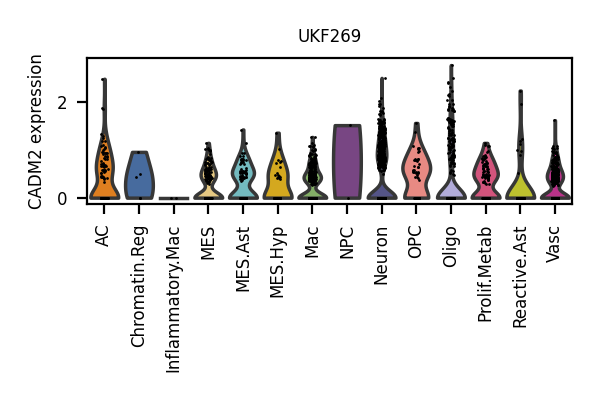 UKF269
CADM2 expression
2
0
AC
Chromatin.Reg
Inflammatory.Mac
MES
MES.Ast
MES.Hyp
Mac
NPC
Neuron
OPC
Oligo
Prolif.Metab
Reactive.Ast
Vasc